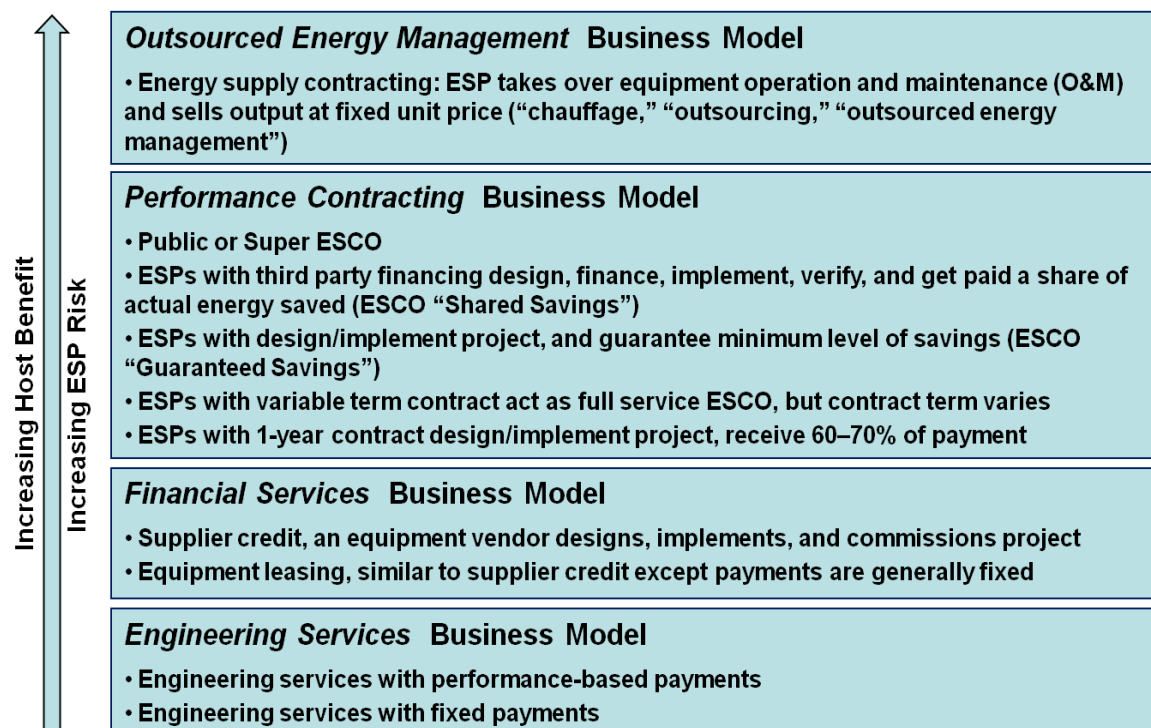 Increasing Host Benefit
Increasing ESP Risk
Outsourced Energy Management Business Model
• Energy supply contracting: ESP takes over equipment operation and maintenance (O&M)
and sells output at fixed unit price (“chauffage,” “outsourcing,” “outsourced energy
management”)
Performance Contracting Business Model
• Public or Super ESCO
• ESPs with third party financing design, finance, implement, verify, and get paid a share of
actual energy saved (ESCO “Shared Savings”)
• ESPs with design/implement project, and guarantee minimum level of savings (ESCO
“Guaranteed Savings”)
• ESPs with variable term contract act as full service ESCO, but contract term varies
• ESPs with 1-year contract design/implement project, receive 60–70% of payment
Financial Services Business Model
• Supplier credit, an equipment vendor designs, implements, and commissions project
• Equipment leasing, similar to supplier credit except payments are generally fixed
Engineering Services Business Model
• Engineering services with performance-based payments
• Engineering services with fixed payments